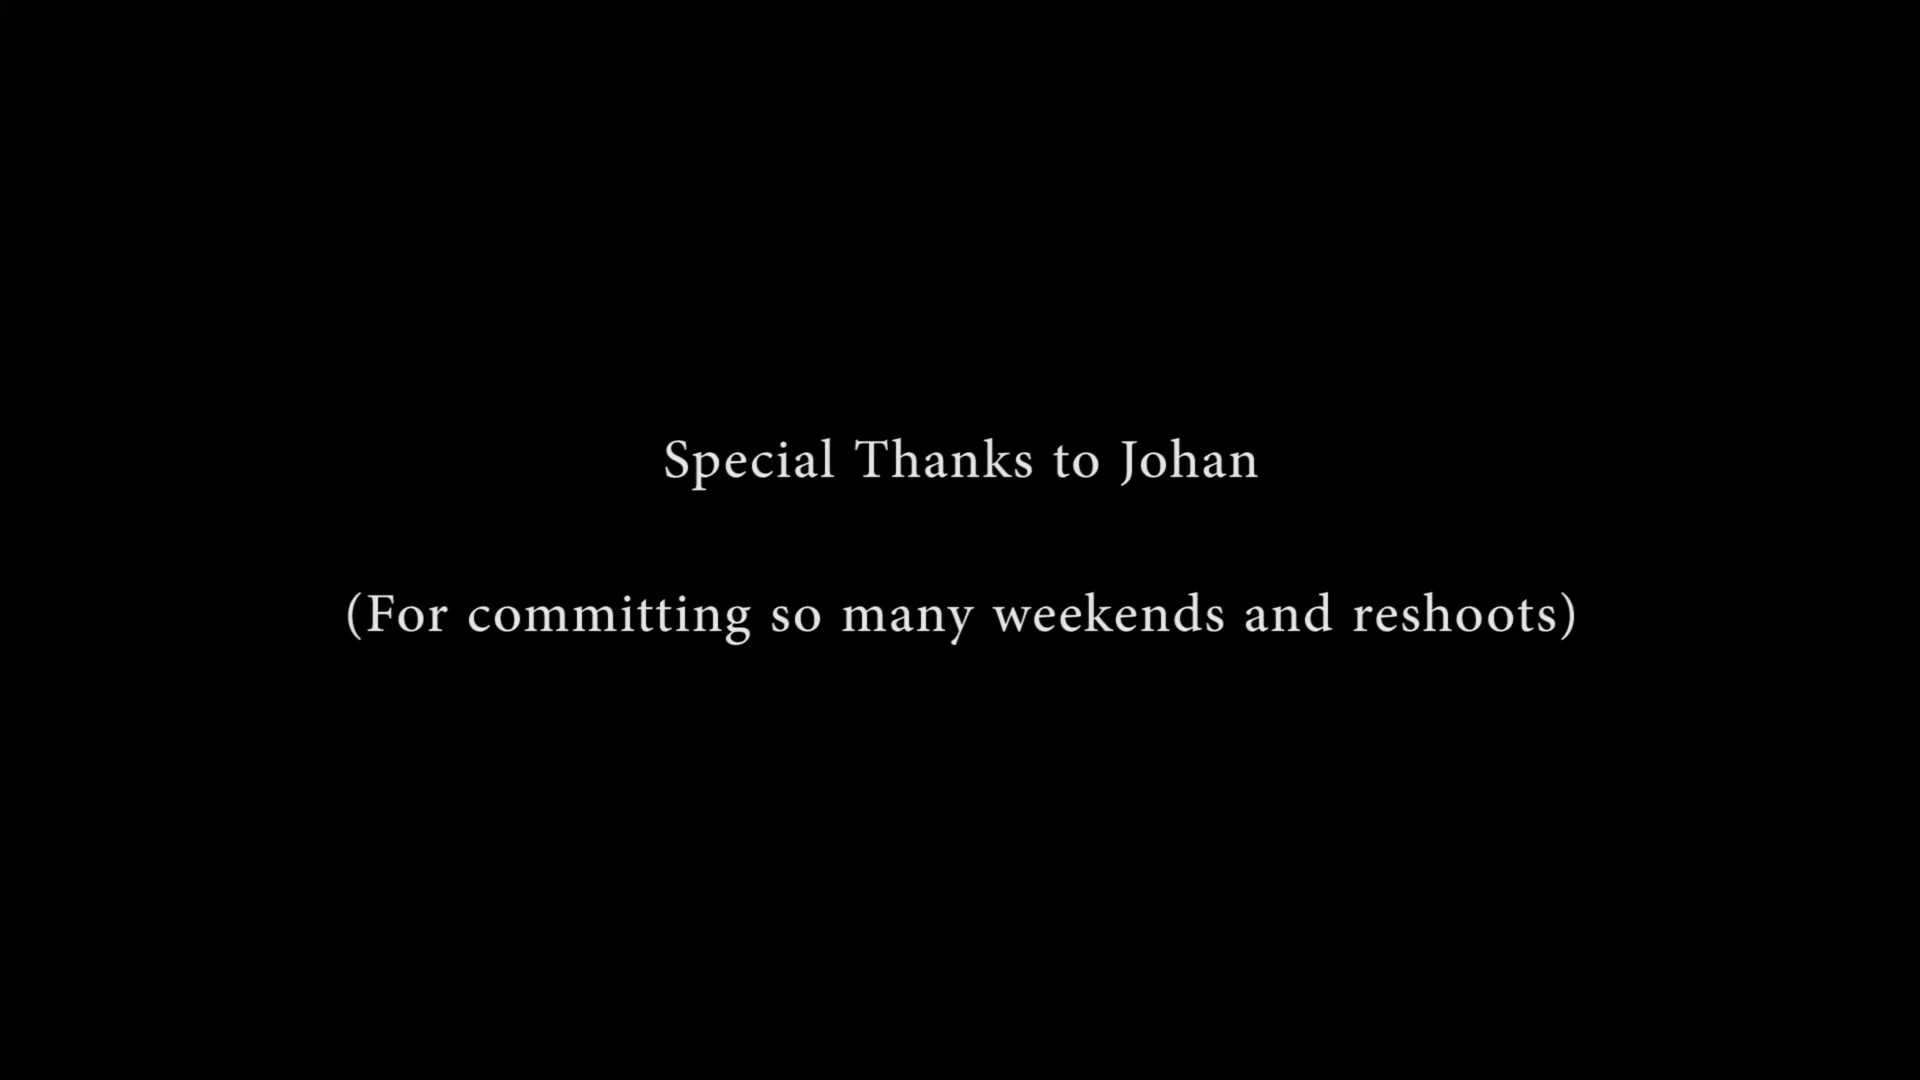 Special Thanks to Johan
(For committing so many weekends and reshoots)